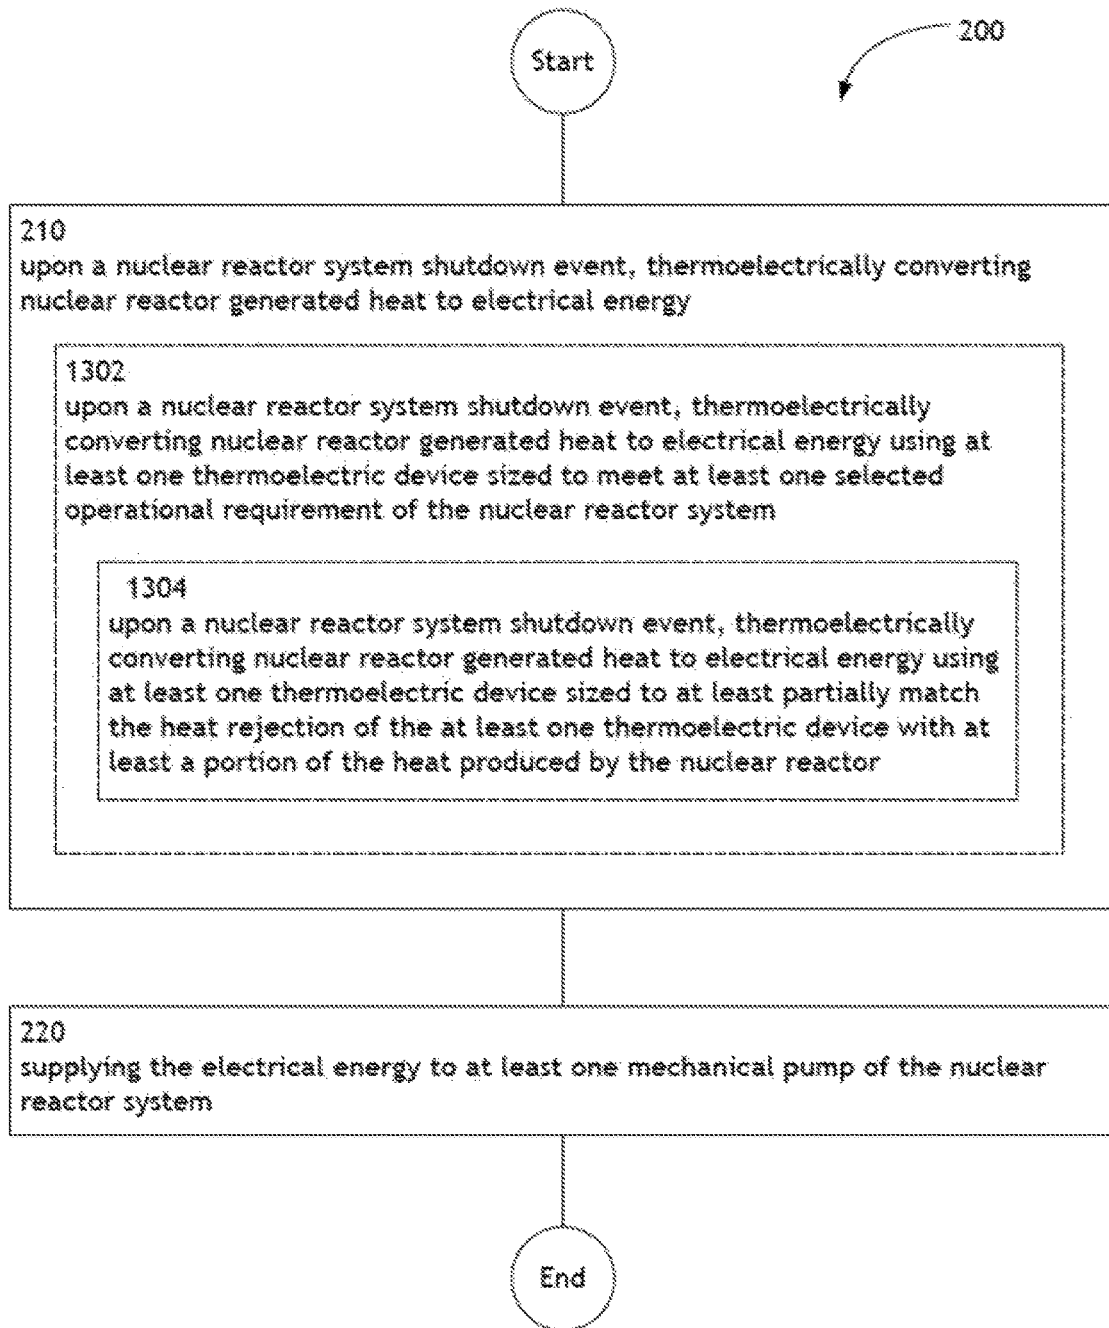 Start
200
210
upon a nuclear reactor system shutdown event, thermoelectrically converting
nuclear reactor generated heat to electrical energy
1302
upon a nuclear reactor system shutdown event, thermoelectrically
converting nuclear reactor generated heat to electrical energy using at
least one thermoelectric device sized to meet at least one selected
operational requirement of the nuclear reactor system
1304
upon a nuclear reactor system shutdown event, thermoelectrically
converting nuclear reactor generated heat to electrical energy using
at least one thermoelectric device sized to at least partially match
the heat rejection of the at least one thermoelectric device with at
least a portion of the heat produced by the nuclear reactor
220
supplying the electrical energy to at least one mechanical pump of the nuclear
reactor system
End